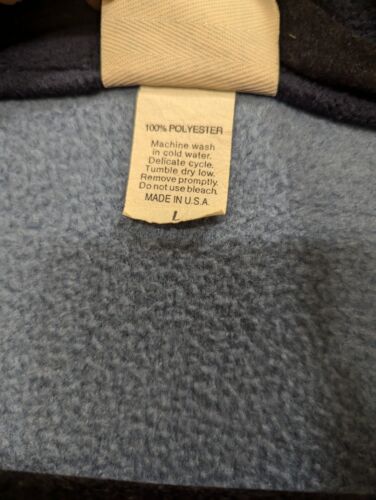 100% POLYESTER
Machine wash
in cold water.
Delicate cycle.
Tumble dry low.
Remove promptly.
Do not use bleach.
MADE IN U.S.A.
L